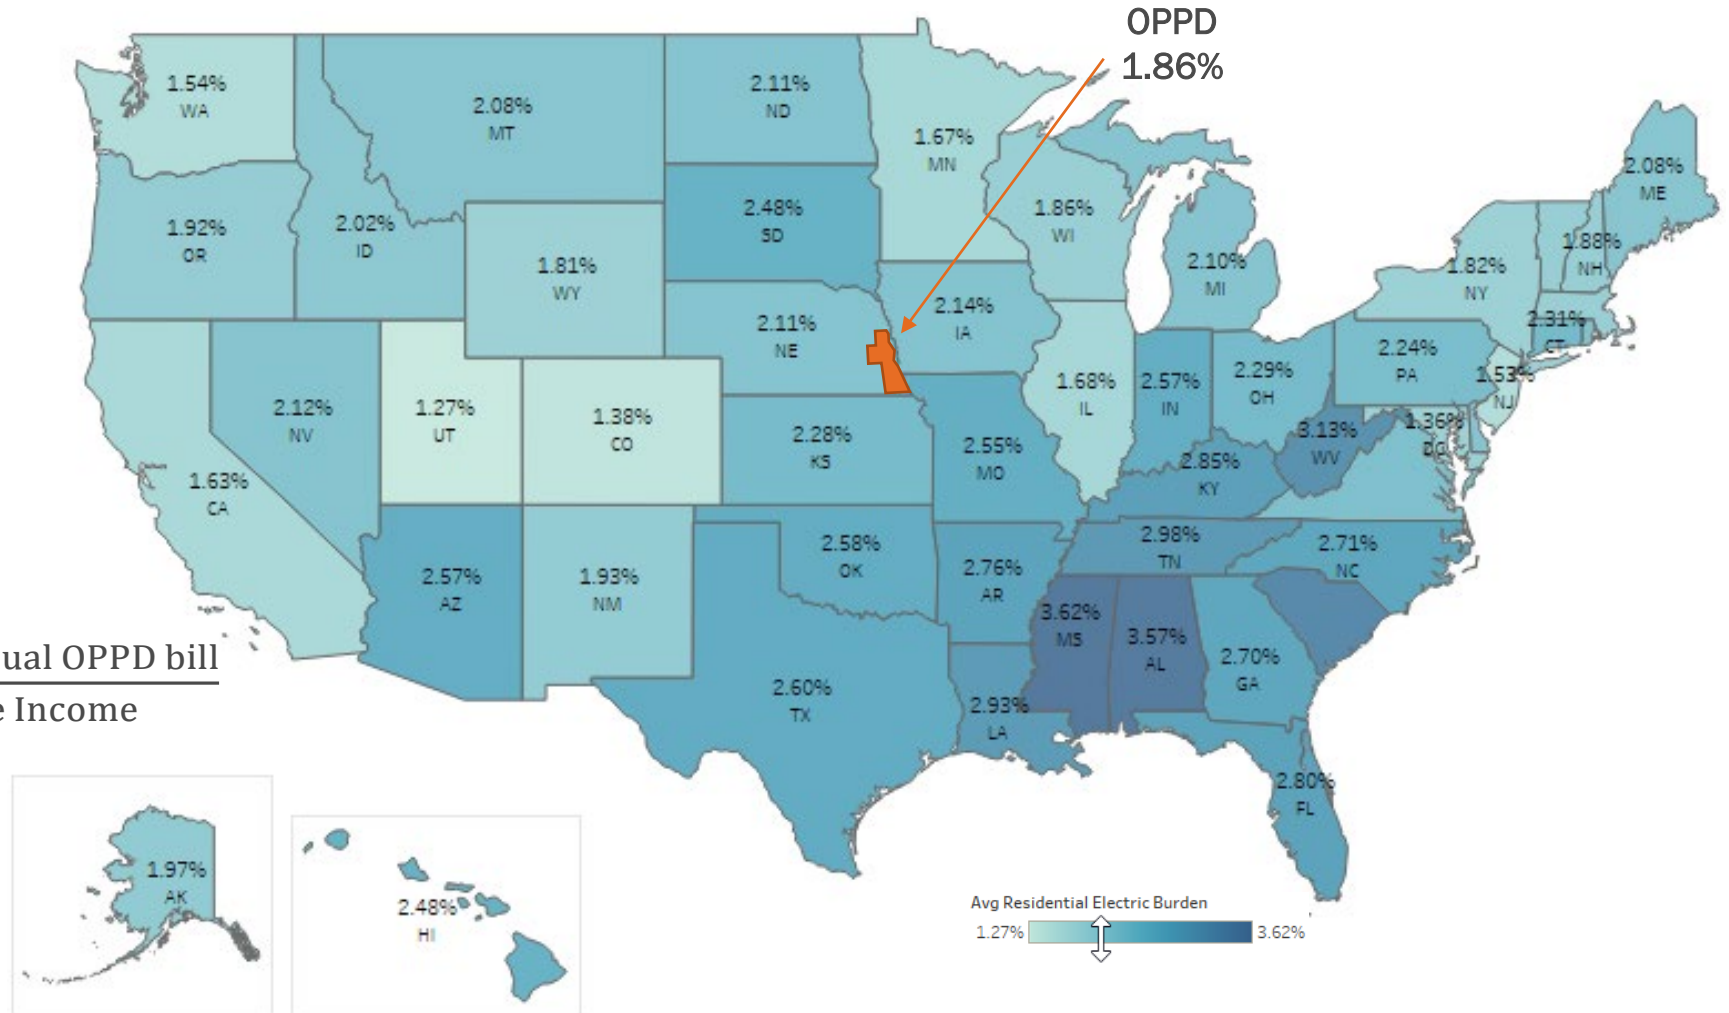 OPPD
1.86%
1.54%
WA
2.08%
MT
2.11%
ND
1.67%
MN
2.08%
ME
1.92%
OR
2.02%
ID
2.48%
SD
1.86%
WI
1.88%
NH
1.81%
WY
2.10%
MI
1.82%
NY
2.11%
NE
2.14%
IA
2.31%
CT
2.24%
PA
1.53%
NJ
2.12%
NV
1.27%
UT
1.38%
CO
1.68%
IL
2.57%
IN
2.29%
OH
1.36%
DC
3.13%
WV
2.28%
KS
2.55%
MO
2.85%
KY
1.63%
CA
2.98%
TN
2.71%
NC
2.57%
AZ
1.93%
NM
2.58%
OK
2.76%
AR
3.62%
MS
3.57%
AL
2.70%
GA
ual OPPD bill
e Income
2.60%
TX
2.93%
LA
2.80%
FL
1.97%
AK
2.48%
HI
Avg Residential Electric Burden
1.27%
3.62%